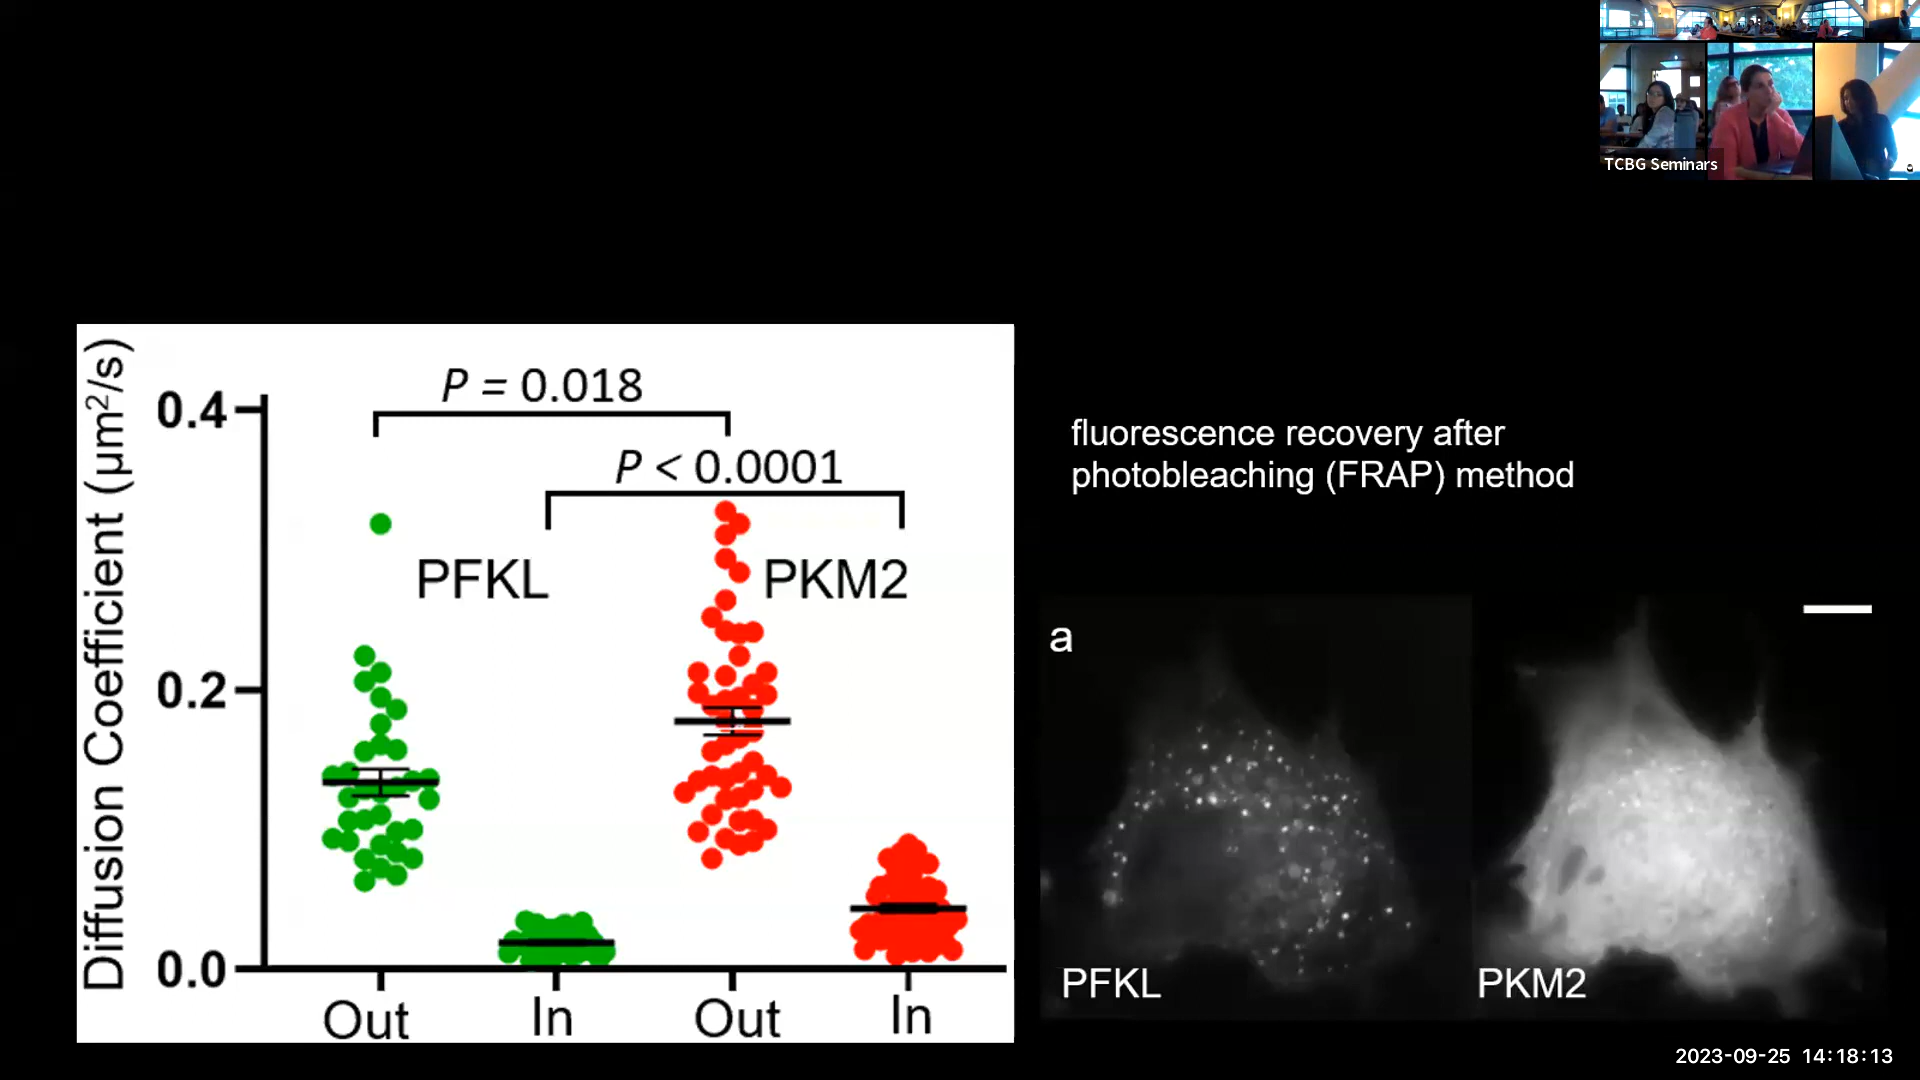 TCBG Seminars
Diffusion Coefficient (μm²/s)
0.4
0.2
0.0
P = 0.018
P < 0.0001
PFKL
PKM2
Out
In
Out
In
fluorescence recovery after
photobleaching (FRAP) method
a
PFKL
PKM2
2023-09-25 14:18:13